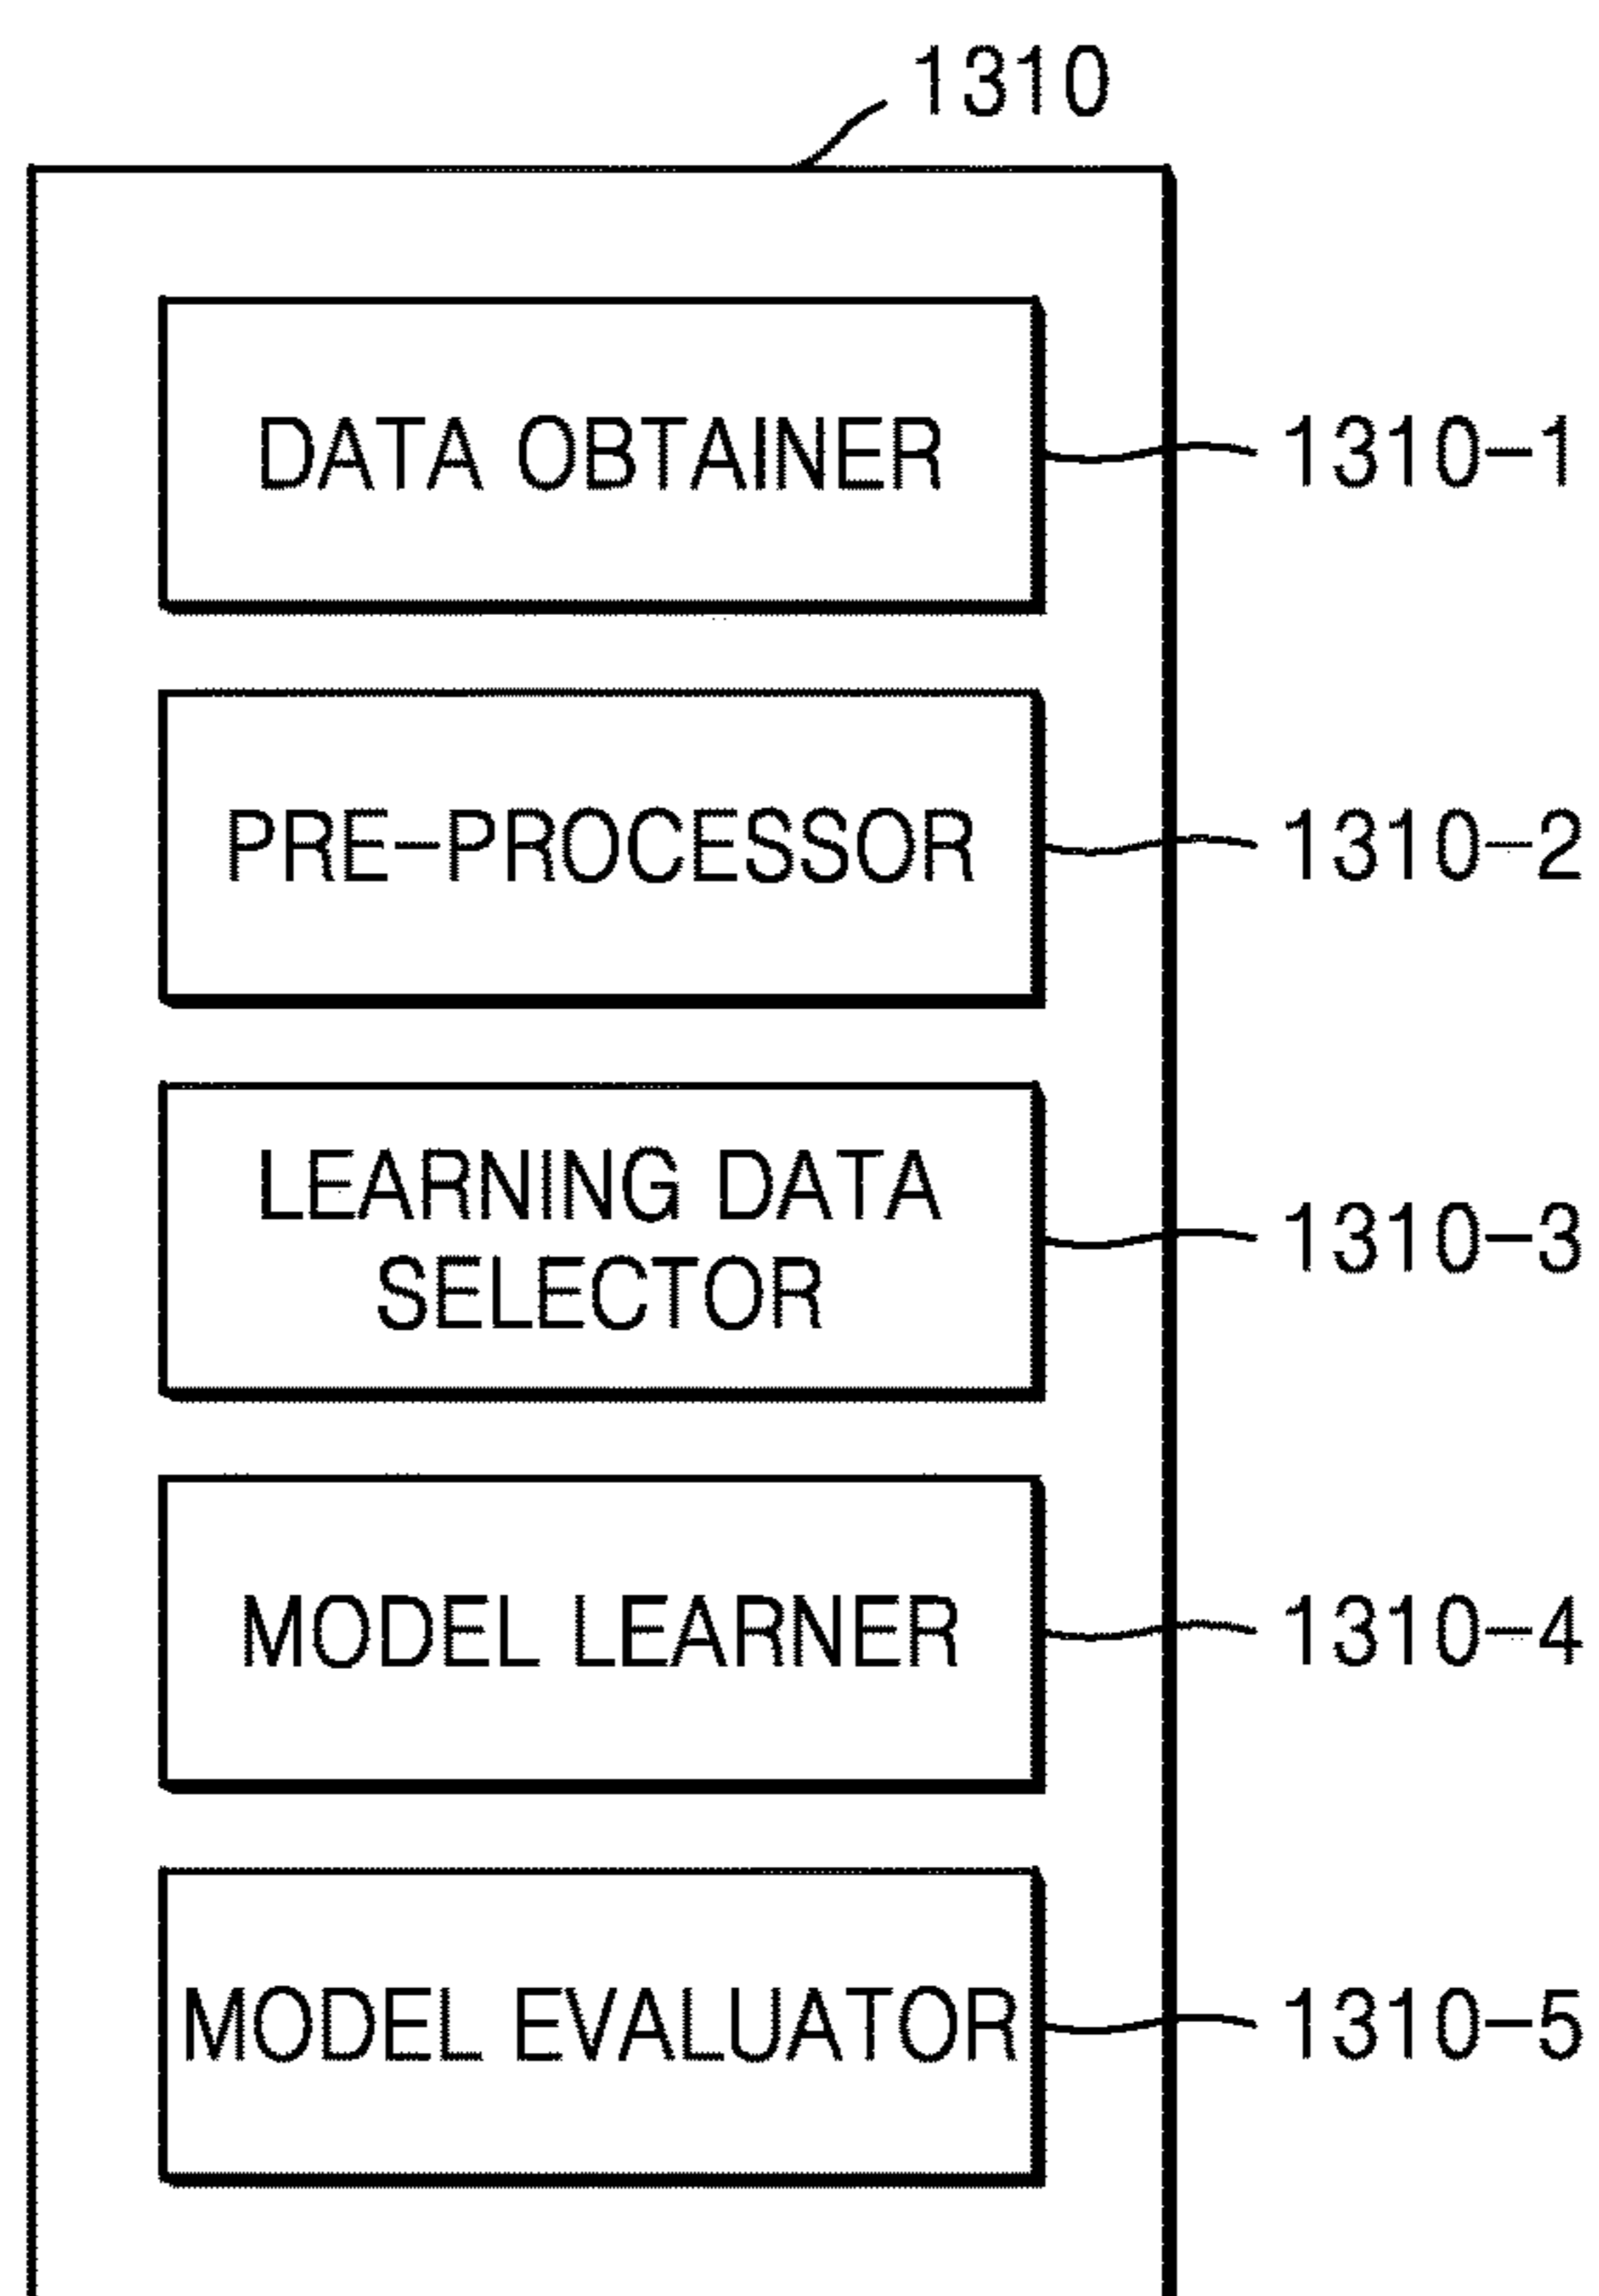 1310
DATA OBTAINER
1310-1
PRE-PROCESSOR
1310-2
LEARNING DATA
SELECTOR
1310-3
MODEL LEARNER
1310-4
MODEL EVALUATOR
1310-5